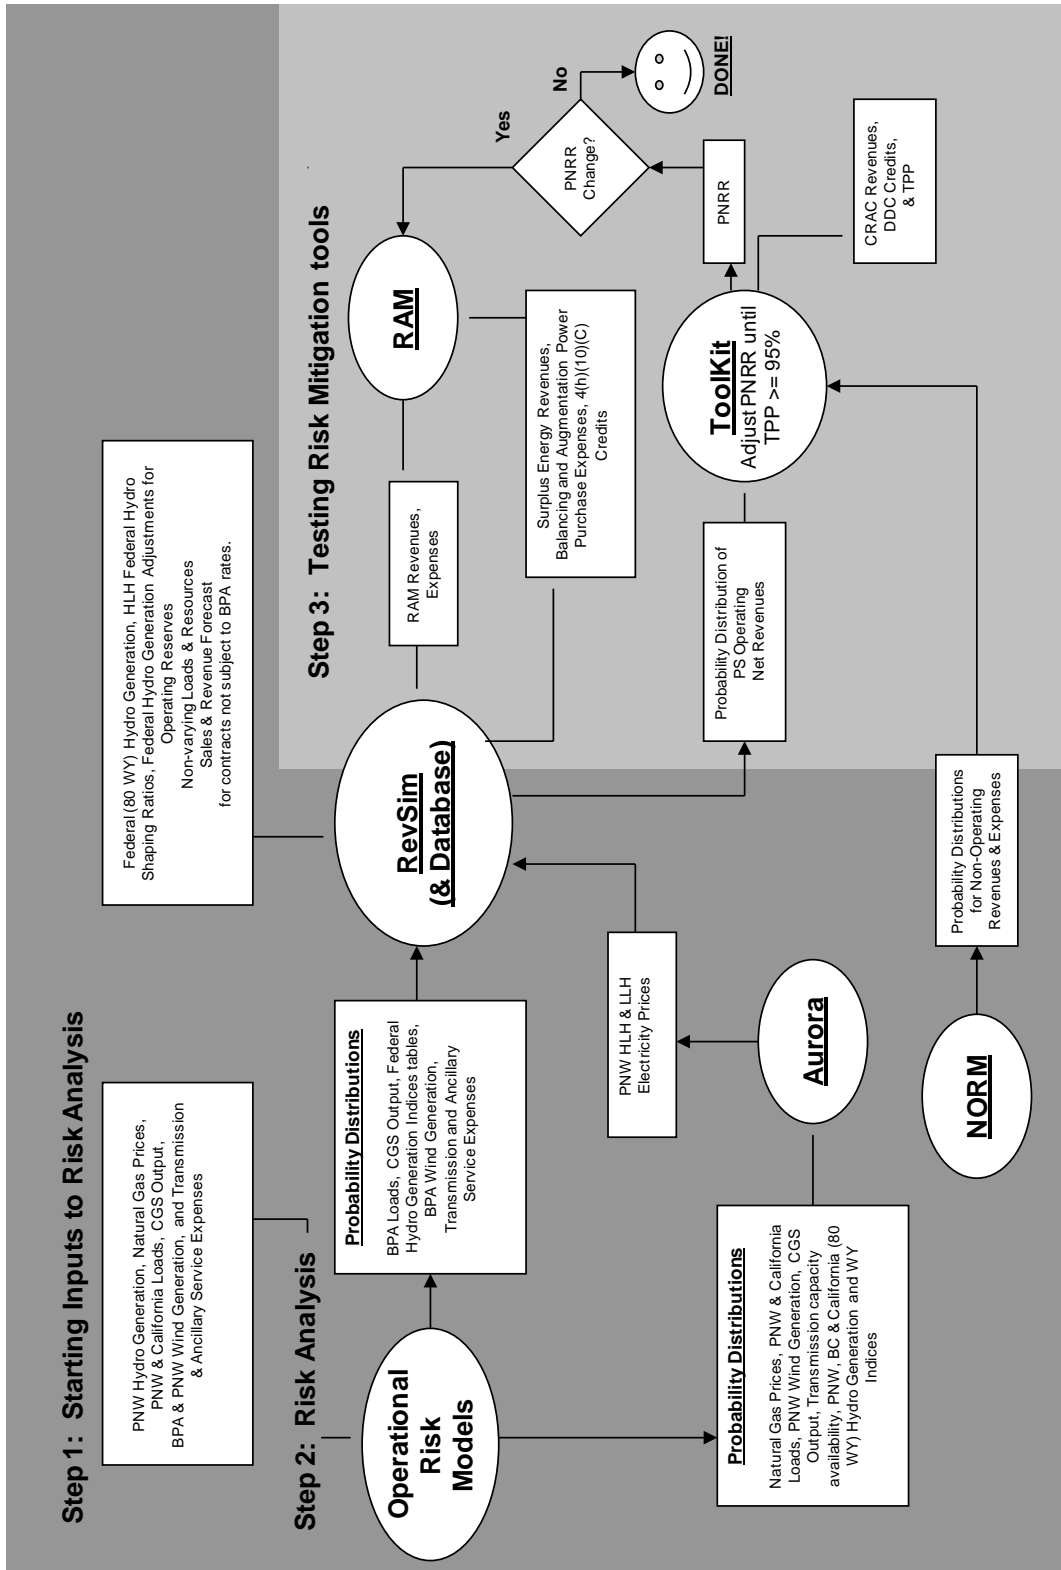 Step 1:  Starting Inputs to Risk Analysis
PNW Hydro Generation, Natural Gas Prices,
PNW & California Loads, CGS Output,
BPA & PNW Wind Generation, and Transmission
& Ancillary Service Expenses
Federal (80 WY) Hydro Generation, HLH Federal Hydro
Shaping Ratios, Federal Hydro Generation Adjustments for
Operating Reserves
Non-varying Loads & Resources
Sales & Revenue Forecast
for contracts not subject to BPA rates.
Step 2:  Risk Analysis
Operational
Risk
Models
Probability Distributions
BPA Loads, CGS Output, Federal
Hydro Generation Indices tables,
BPA Wind Generation,
Transmission and Ancillary
Service Expenses
RevSim
(& Database)
Probability Distributions
Natural Gas Prices, PNW & California
Loads, PNW Wind Generation, CGS
Output, Transmission capacity
availability, PNW, BC & California (80
WY) Hydro Generation and WY
Indices
Aurora
PNW HLH & LLH
Electricity Prices
NORM
Probability Distributions
for Non-Operating
Revenues & Expenses
Step 3:  Testing Risk Mitigation tools
RAM Revenues,
Expenses
RAM
Surplus Energy Revenues,
Balancing and Augmentation Power
Purchase Expenses, 4(h)(10)(C)
Credits
Probability Distribution of
PS Operating
Net Revenues
ToolKit
Adjust PNRR until
TPP >= 95%
PNRR
CRAC Revenues,
DDC Credits,
& TPP
PNRR
Change?
Yes
No
DONE!